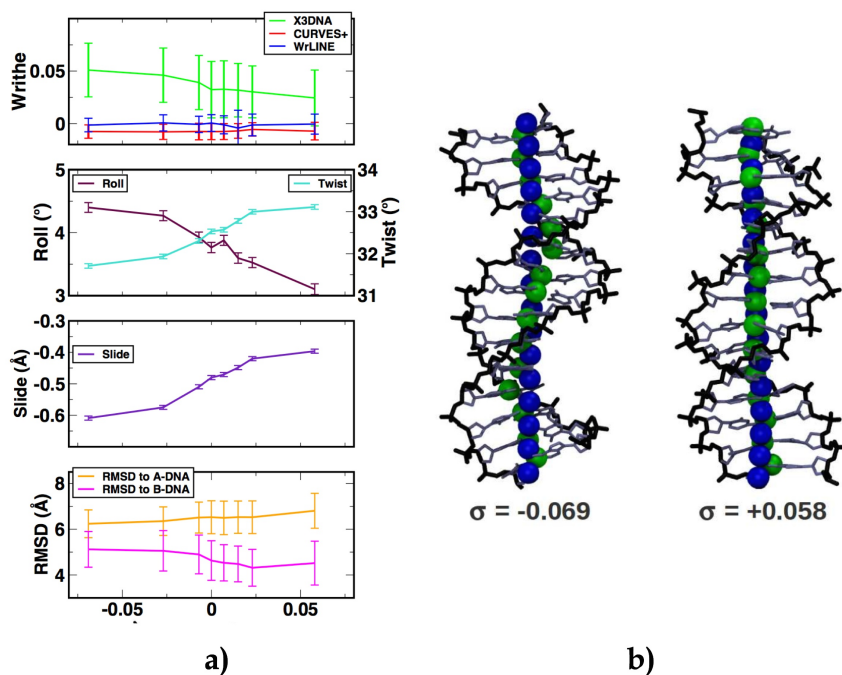 X3DNA
CURVES+
WrLINE
Writhe
0.05
0
5
4
3
Roll (°)
Roll
Twist
34
33
32
31
Twist (°)
-0.3
-0.4
-0.5
-0.6
Slide (Å)
Slide
8
6
4
RMSD (Å)
RMSD to A-DNA
RMSD to B-DNA
-0.05
0
0.05
σ = -0.069
σ = +0.058
a)
b)